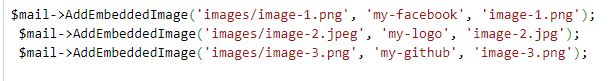 $mail->AddEmbeddedImage('images/image-1.png', 'my-facebook', 'image-1.png');
$mail->AddEmbeddedImage('images/image-2.jpeg', 'my-logo', 'image-2.jpg');
$mail->AddEmbeddedImage('images/image-3.png', 'my-github', 'image-3.png');